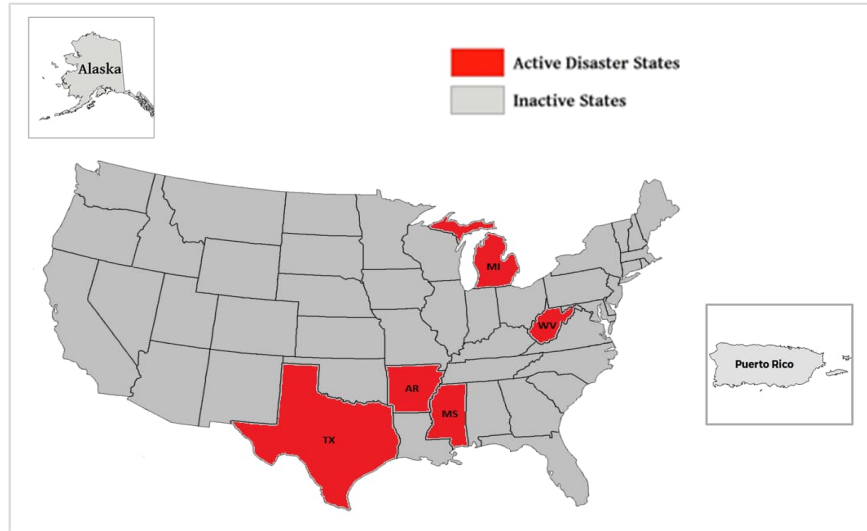 Alaska
Active Disaster States
Inactive States
MI
WV
AR
MS
TX
Puerto Rico